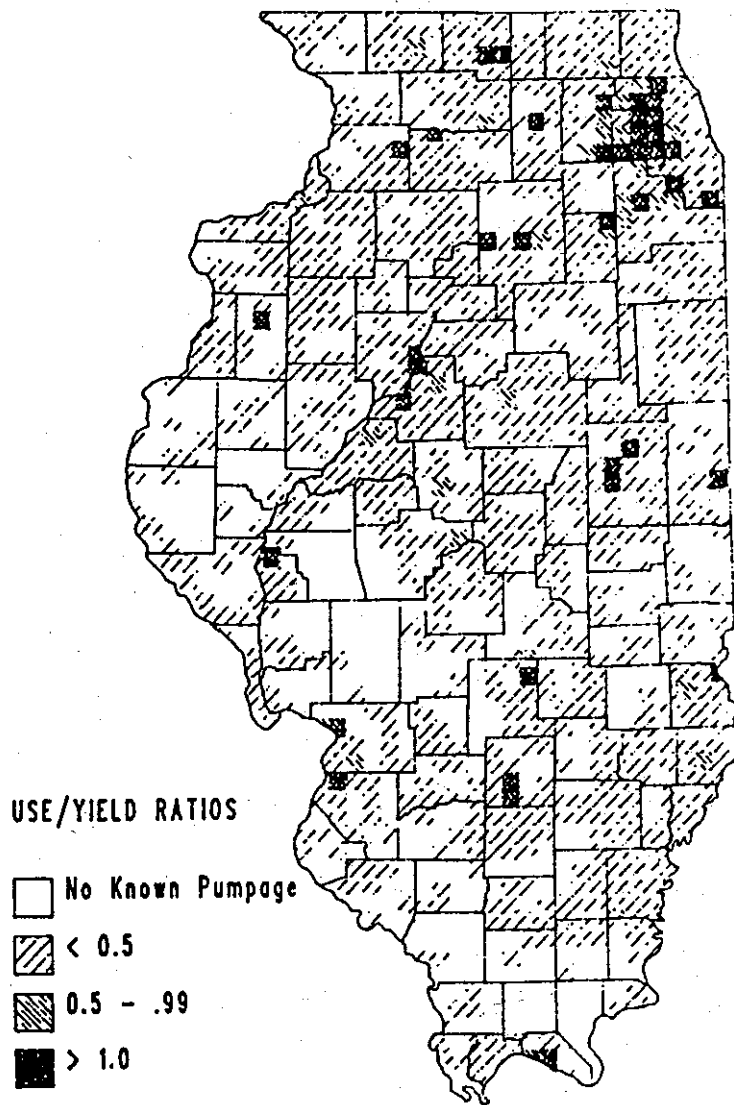 USE/YIELD RATIOS
No Known Pumpage
< 0.5
0.5 - .99
> 1.0